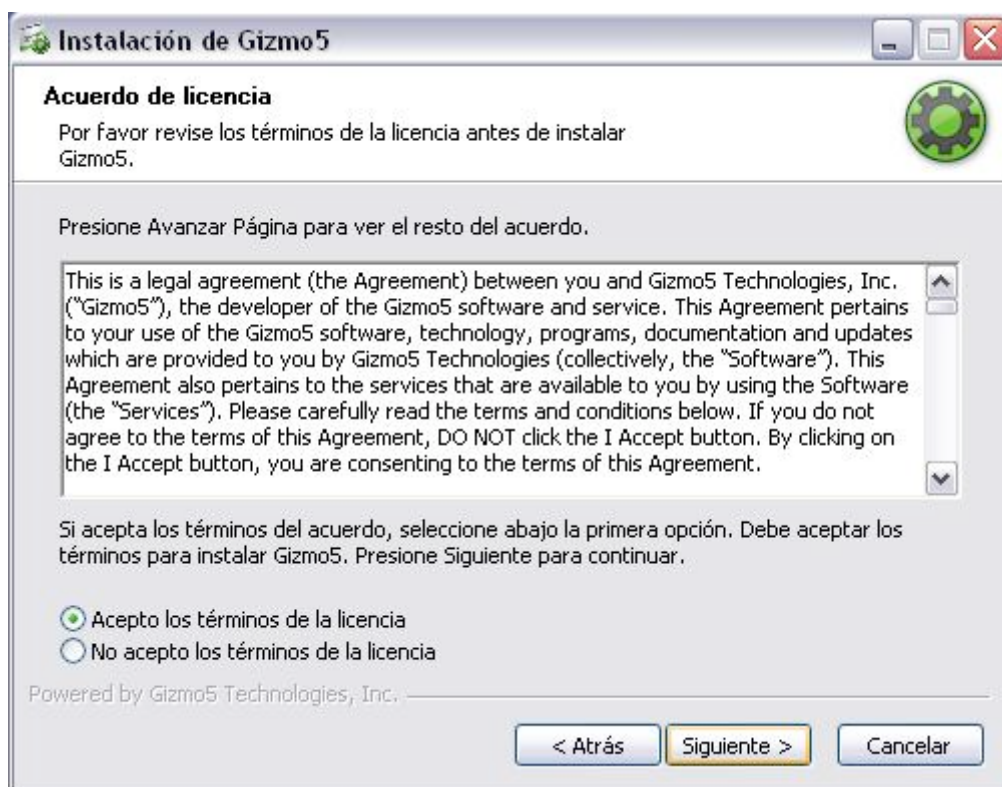 Instalación de Gizmo5
Acuerdo de licencia
Por favor revise los términos de la licencia antes de instalar
Gizmo5.
Presione Avanzar Página para ver el resto del acuerdo.
This is a legal agreement (the Agreement) between you and Gizmo5 Technologies, Inc.
(“Gizmo5”), the developer of the Gizmo5 software and service. This Agreement pertains
to your use of the Gizmo5 software, technology, programs, documentation and updates
which are provided to you by Gizmo5 Technologies (collectively, the “Software”). This
Agreement also pertains to the services that are available to you by using the Software
(the “Services”). Please carefully read the terms and conditions below. If you do not
agree to the terms of this Agreement, DO NOT click the I Accept button. By clicking on
the I Accept button, you are consenting to the terms of this Agreement.
Si acepta los términos del acuerdo, seleccione abajo la primera opción. Debe aceptar los
términos para instalar Gizmo5. Presione Siguiente para continuar.
Acepto los términos de la licencia
No acepto los términos de la licencia
Powered by Gizmo5 Technologies, Inc.
< Atrás
Siguiente >
Cancelar